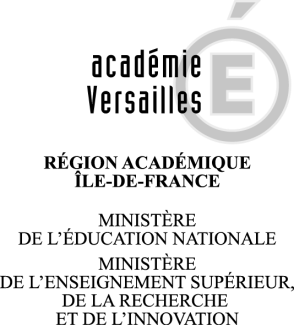 académie
Versailles
É
RÉGION ACADÉMIQUE
ÎLE-DE-FRANCE
MINISTÈRE
DE L’ÉDUCATION NATIONALE
MINISTÈRE
DE L’ENSEIGNEMENT SUPÉRIEUR,
DE LA RECHERCHE
ET DE L’INNOVATION